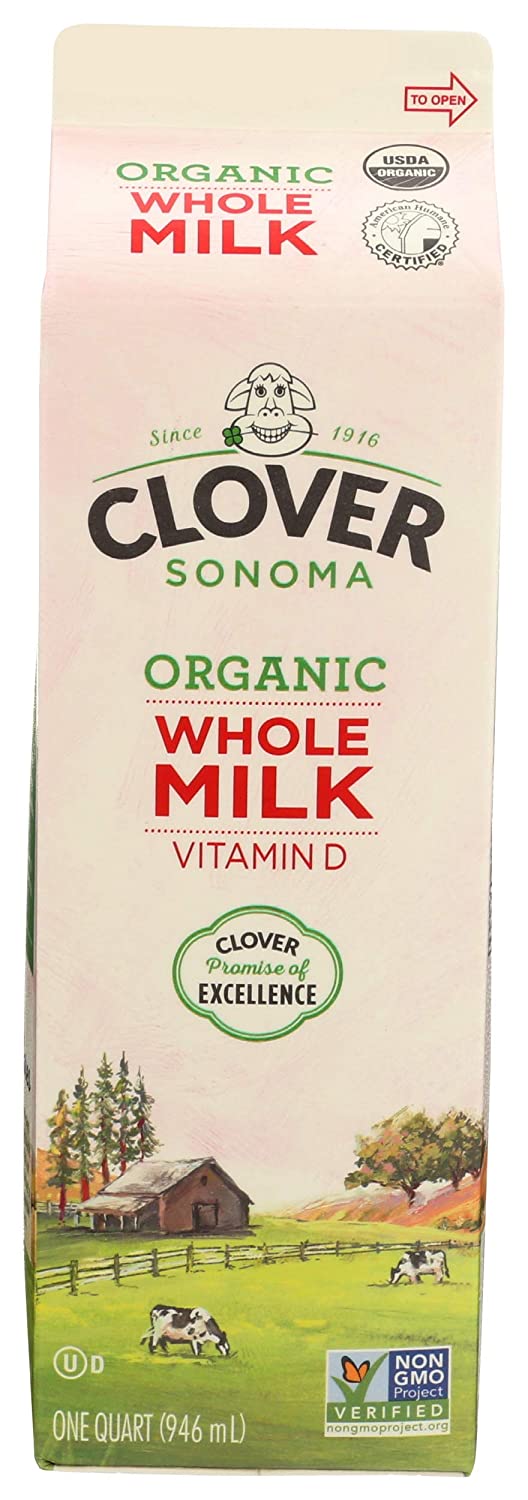 TO OPEN
USDA
ORGANIC
American Humane
CERTIFIED
ORGANIC
WHOLE
MILK
Since 1916
CLOVER
SONOMA
ORGANIC
WHOLE
MILK
VITAMIN D
CLOVER
Promise of
EXCELLENCE
U D
NON
GMO
Project
VERIFIED
nongmoproject.org
ONE QUART (946 mL)